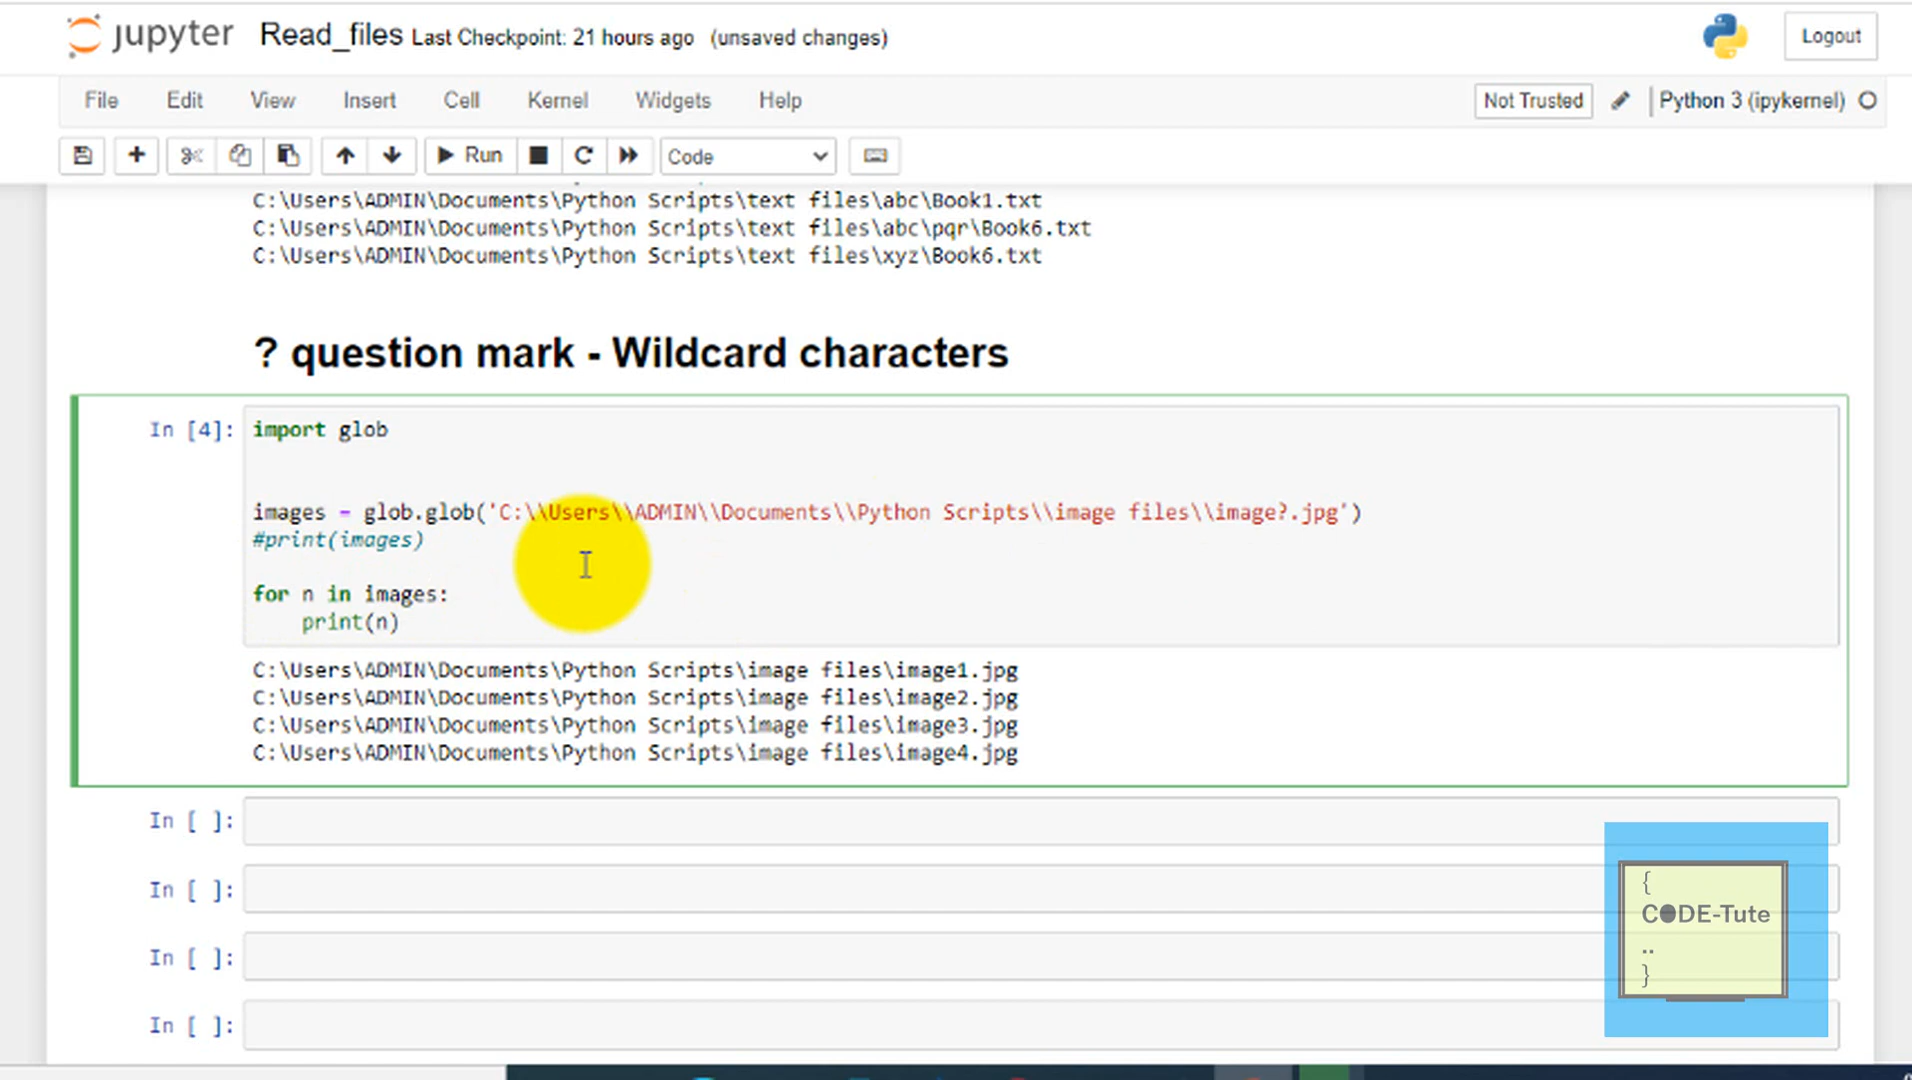 jupyter Read_files Last Checkpoint: 21 hours ago (unsaved changes) Logout
File Edit View Insert Cell Kernel Widgets Help Not Trusted Python 3 (ipykernel)
Run Code
C:\Users\ADMIN\Documents\Python Scripts\text files\abc\Book1.txt
C:\Users\ADMIN\Documents\Python Scripts\text files\abc\pqr\Book6.txt
C:\Users\ADMIN\Documents\Python Scripts\text files\xyz\Book6.txt
? question mark - Wildcard characters
In [4]: import glob
images = glob.glob('C:\\Users\\ADMIN\\Documents\\Python Scripts\\image files\\image?.jpg')
#print(images)
for n in images:
print(n)
C:\Users\ADMIN\Documents\Python Scripts\image files\image1.jpg
C:\Users\ADMIN\Documents\Python Scripts\image files\image2.jpg
C:\Users\ADMIN\Documents\Python Scripts\image files\image3.jpg
C:\Users\ADMIN\Documents\Python Scripts\image files\image4.jpg
In [ ]:
In [ ]:
In [ ]:
In [ ]:
{
CODE-Tute
..
}